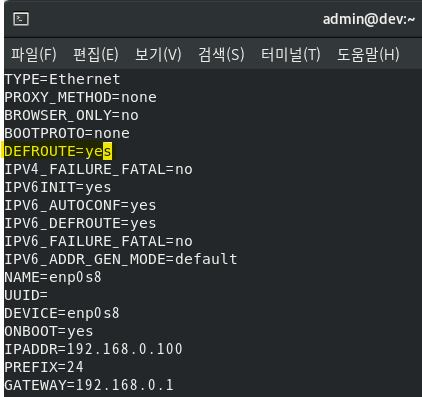 admin@dev:~
파일(F) 편집(E) 보기(V) 검색(S) 터미널(T) 도움말(H)
TYPE=Ethernet
PROXY_METHOD=none
BROWSER_ONLY=no
BOOTPROTO=none
DEFROUTE=yes
IPV4_FAILURE_FATAL=no
IPV6INIT=yes
IPV6_AUTOCONF=yes
IPV6_DEFROUTE=yes
IPV6_FAILURE_FATAL=no
IPV6_ADDR_GEN_MODE=default
NAME=enp0s8
UUID=
DEVICE=enp0s8
ONBOOT=yes
IPADDR=192.168.0.100
PREFIX=24
GATEWAY=192.168.0.1